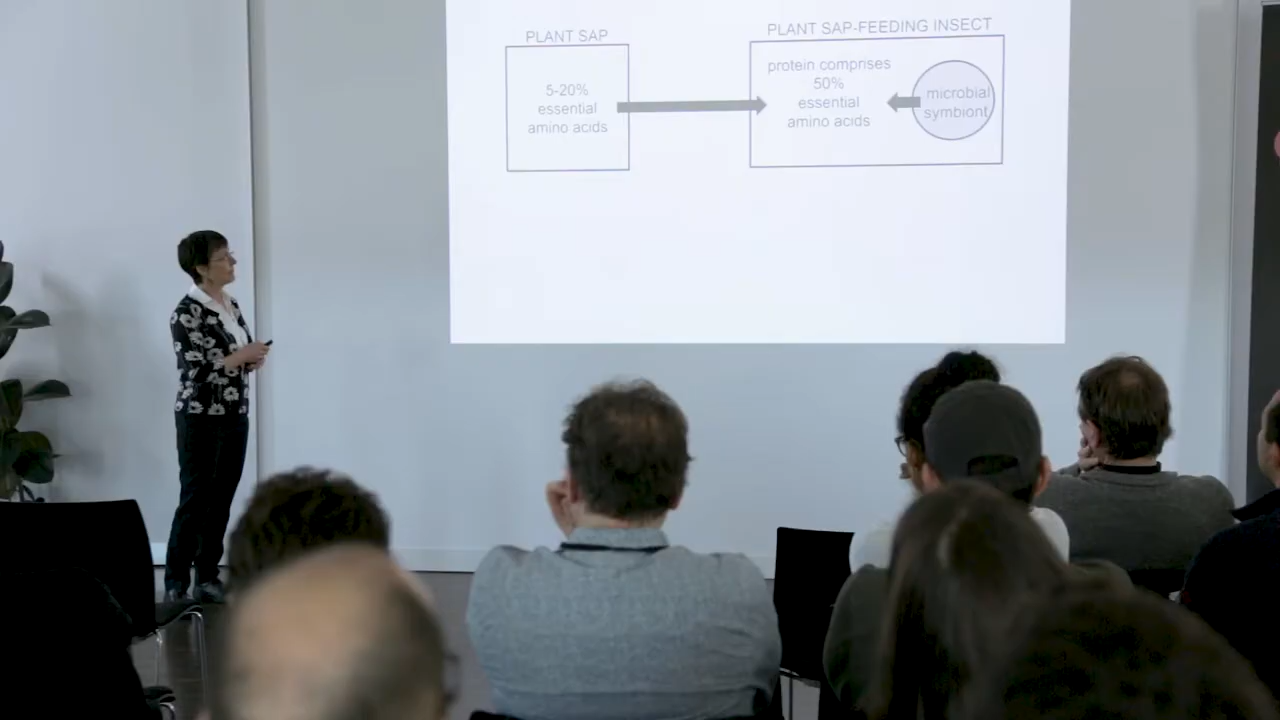 PLANT SAP
5-20%
essential
amino acids
PLANT SAP-FEEDING INSECT
protein comprises
50%
essential
amino acids
microbial
symbiont